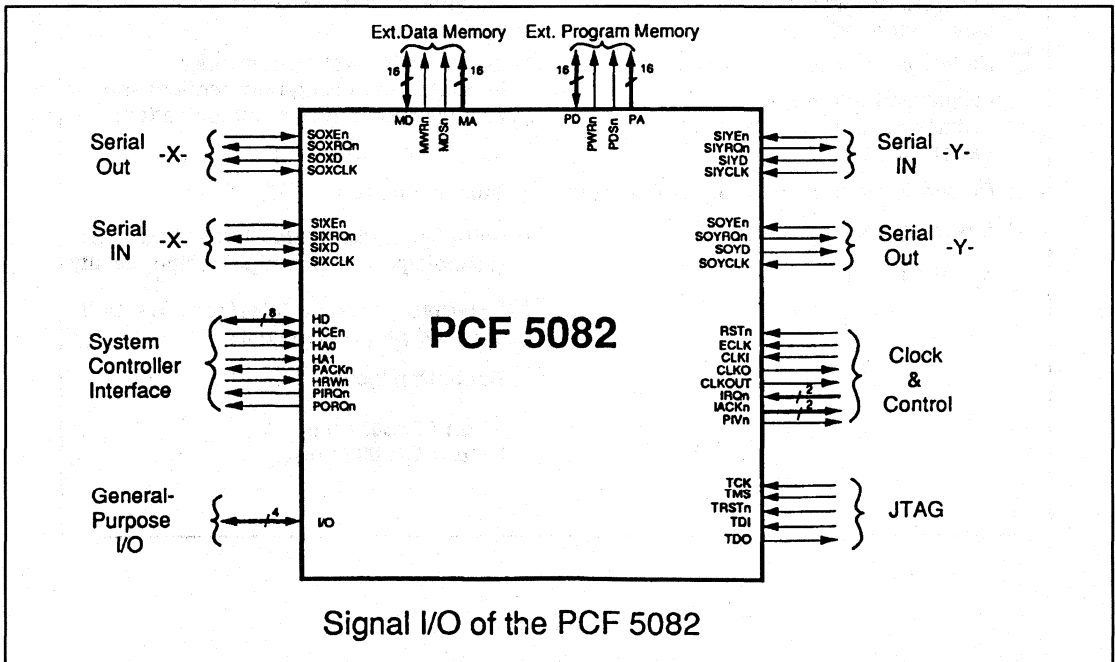 Ext.Data Memory Ext. Program Memory
16 16 16 16
MD MWRn MDSn MA PD PWRn PDSn PA
Serial Out -X-
SOXEn
SOXRQn
SOXD
SOXCLK
Serial IN -X-
SIXEn
SIXRQn
SIXD
SIXCLK
System Controller Interface
8
HD
HCEn
HA0
HA1
PACKn
HRWn
PIRQn
PORQn
General-Purpose I/O
4
I/O
PCF 5082
SIYEn
SIYRQn
SIYD
SIYCLK
Serial IN -Y-
SOYEn
SOYRQn
SOYD
SOYCLK
Serial Out -Y-
RSTn
ECLK
CLKI
CLKO
CLKOUT
IRQn 2
IACKn 2
PIVn
Clock & Control
TCK
TMS
TRSTn
TDI
TDO
JTAG
Signal I/O of the PCF 5082